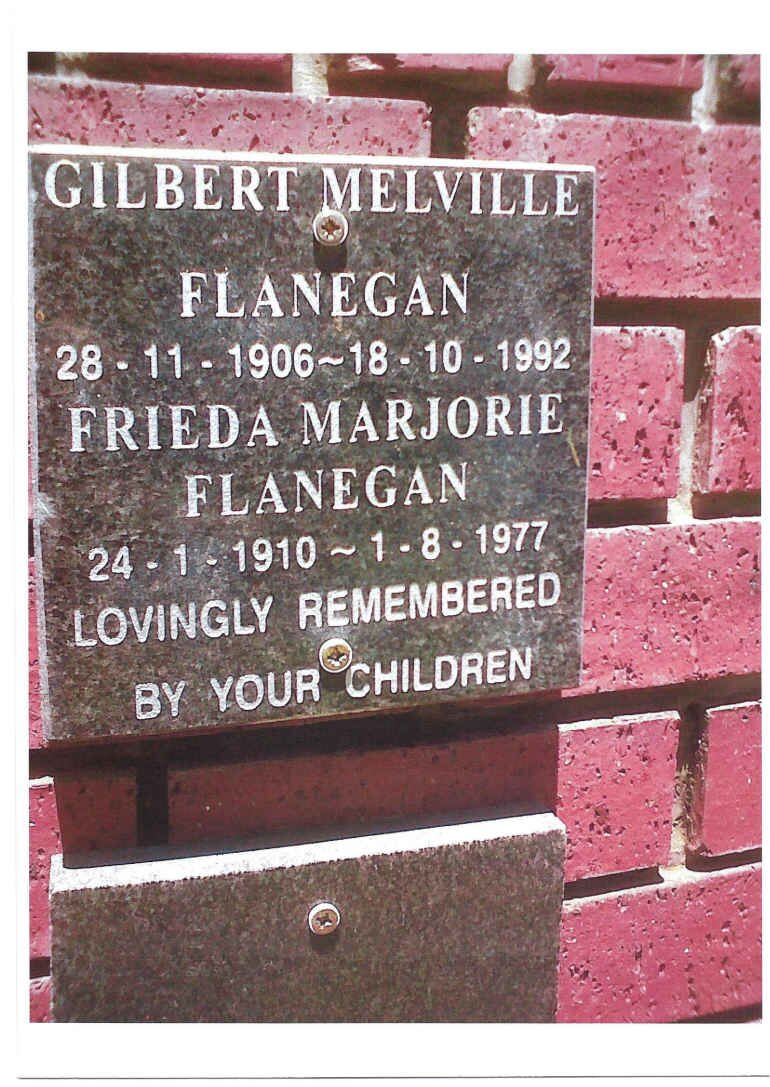 GILBERT MELVILLE
FLANEGAN
28 - 11 - 1906~18 - 10 - 1992
FRIEDA MARJORIE
FLANEGAN
24 - 1 - 1910 ~ 1 - 8 - 1977
LOVINGLY REMEMBERED
BY YOUR CHILDREN